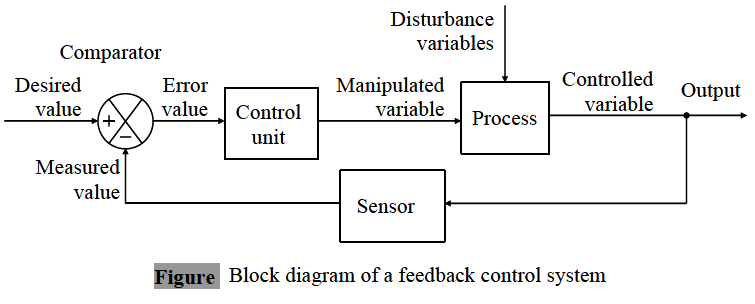 Disturbance
variables
Comparator
Desired
value
Error
value
Manipulated
variable
Controlled
variable
Output
+
−
Control
unit
Process
Measured
value
Sensor
Figure Block diagram of a feedback control system